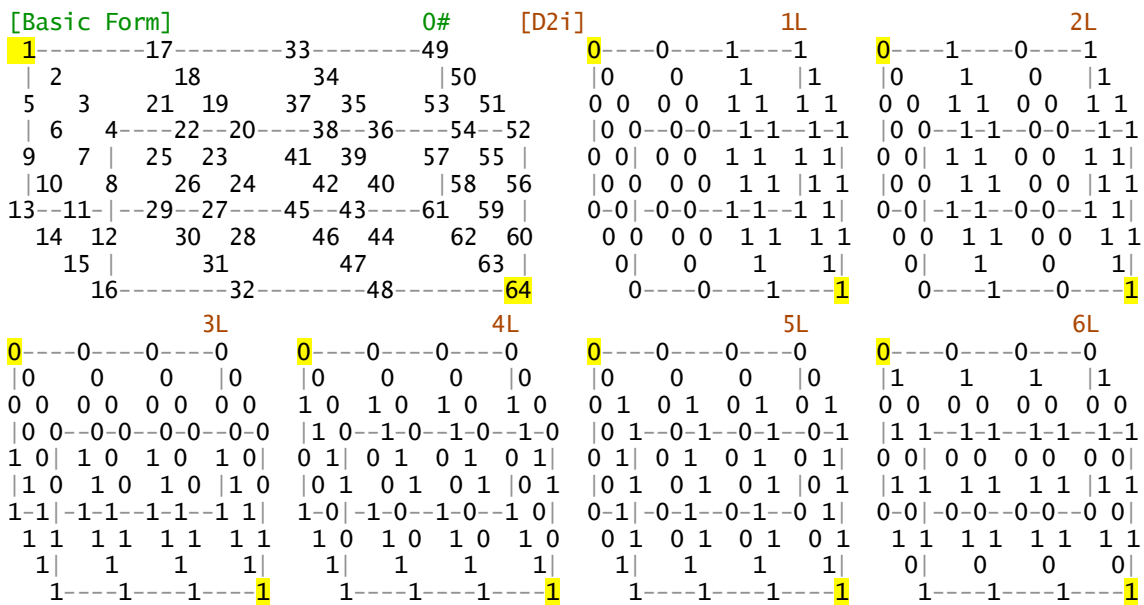 [Basic Form]                  0#     [D2i]            1L                  2L
 1--------17--------33--------49          0----0---1---1     0----1---0----1
 | 2        18        34       |50        |0    0    1   |1   |0    1    0   |1
 5   3    21  19    37  35    53  51      0 0  0 0  1 1  1 1   0 0  1 1  0 0  1 1
 | 6   4----22--20----38--36----54--52    |0 0--0 0--1-1--1-1   |0 0--1-1--0-0--1-1
 9   7 |  25  23    41  39    57  55 |    0 0| 0 0  1 1  1 1|   0 0| 1 1  0 0  1 1|
 |10   8    26  24    42  40   |58  56    |0 0  0 0  1 1 |1 1   |0 0  1 1  0 0 |1 1
13--11-|--29--27----45--43----61  59 |    0-0|-0-0--1-1--1 1|   0-0|-1-1--0-0--1 1|
  14  12    30  28    46  44    62  60     0 0  0 0  1 1  1 1    0 0  1 1  0 0  1 1
    15 |      31        47        63 |      0|   0    1    1|     0|   1    0    1|
      16--------32--------48--------64       0---0---1----1       0---1----0----1
              3L                  4L                  5L                  6L
0----0----0----0   0----0----0----0   0----0----0----0   0----0----0----0
|0    0    0   |0   |0    0    0   |0   |0    0    0   |0   |1    1    1   |1
0 0  0 0  0 0  0 0   1 0  1 0  1 0  1 0   0 1  0 1  0 1  0 1   0 0  0 0  0 0  0 0
|0 0--0-0--0-0--0-0   |1 0--1-0--1-0--1-0   |0 1--0-1--0-1--0-1   |1 1--1-1--1-1--1-1
1 0| 1 0  1 0  1 0|   0 1| 0 1  0 1  0 1|   0 1| 0 1  0 1  0 1|   0 0| 0 0  0 0  0 0|
|1 0  1 0  1 0 |1 0   |0 1  0 1  0 1 |0 1   |0 1  0 1  0 1 |0 1   |1 1  1 1  1 1 |1 1
1-1|-1-1--1-1--1 1|   1-0|-1-0--1-0--1 0|   0-1|-0-1--0-1--0 1|   0-0|-0-0--0-0--0 0|
 1 1  1 1  1 1  1 1    1 0  1 0  1 0  1 0    0 1  0 1  0 1  0 1    1 1  1 1  1 1  1 1
  1|   1    1    1|     1|   1    1    1|     1|   1    1    1|     0|   0    0    0|
   1----1----1----1      1----1----1----1      1----1----1----1      1----1----1----1